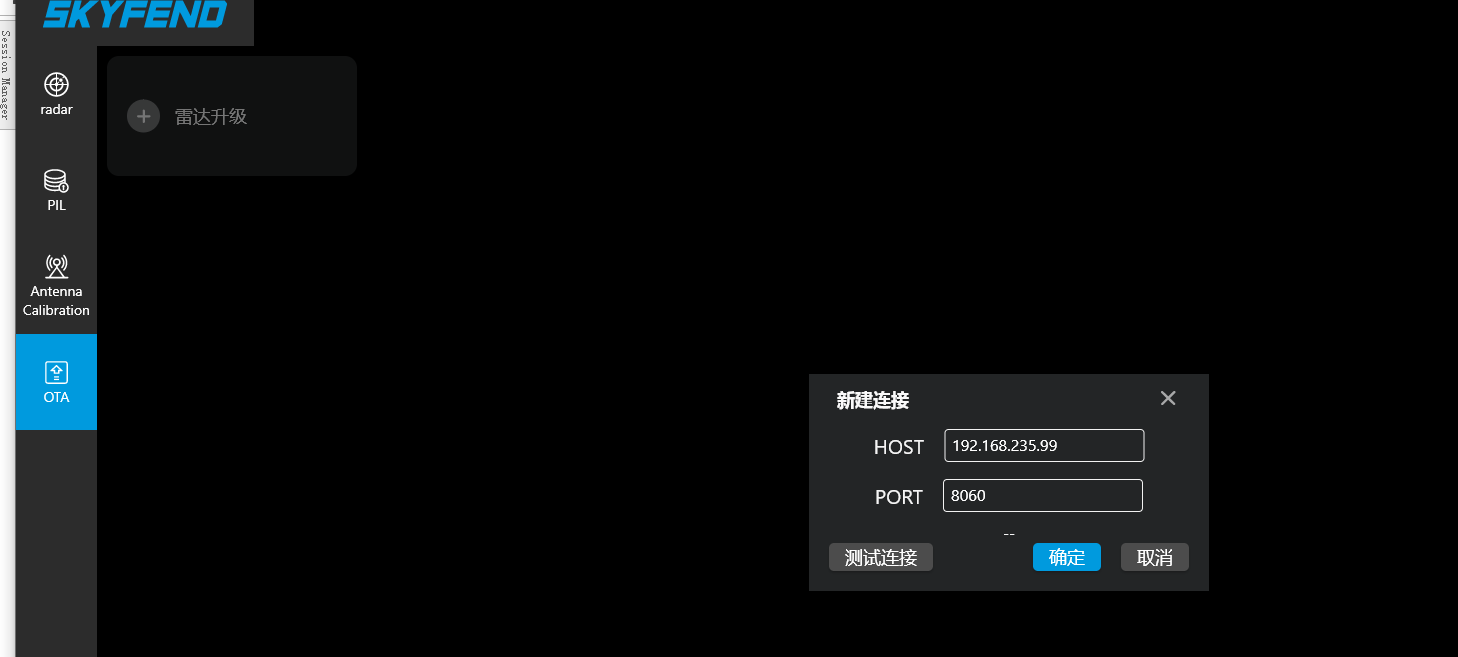 SKYFEND
Session Manager
radar
雷达升级
PIL
Antenna
Calibration
OTA
新建连接
HOST 192.168.235.99
PORT 8060
--
测试连接 确定 取消